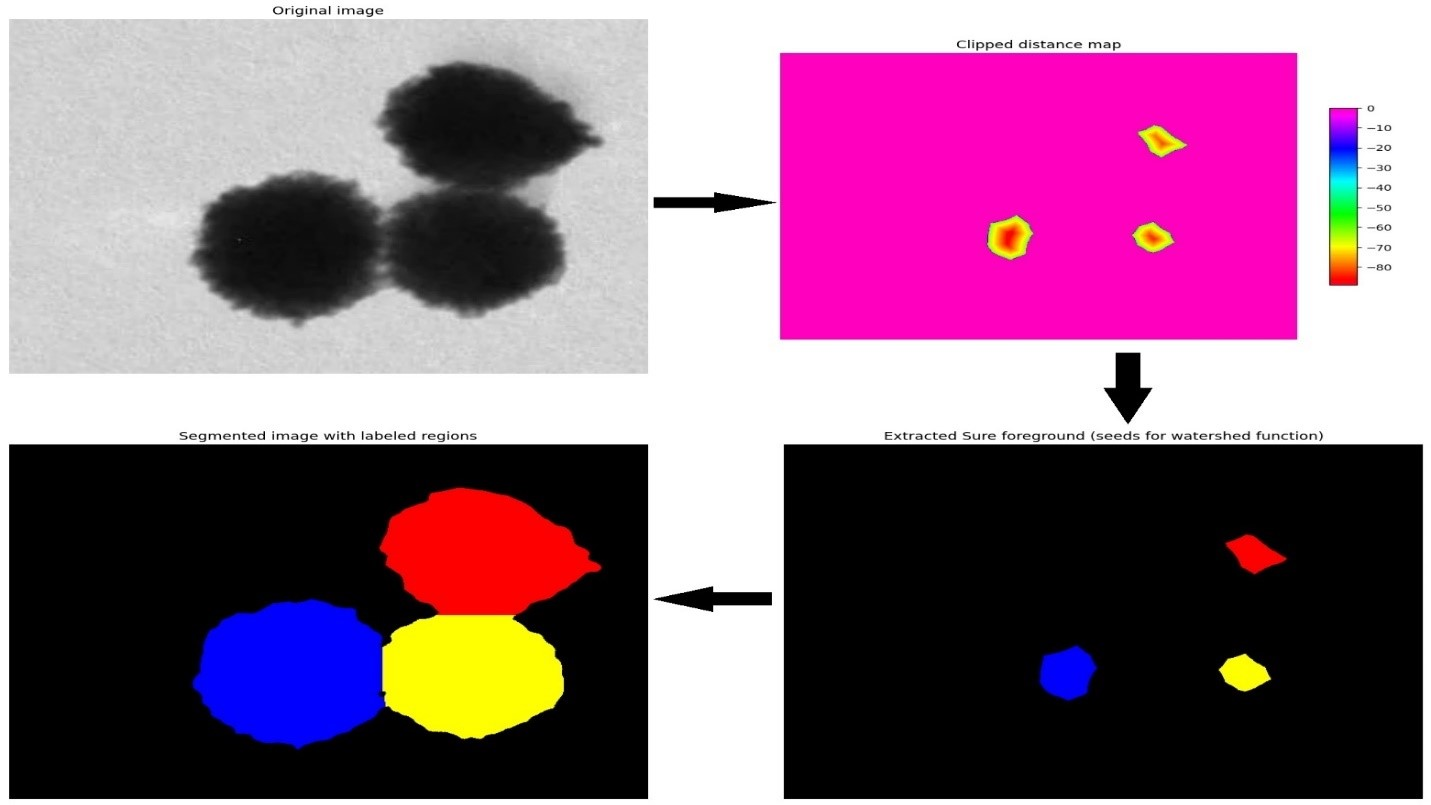 Original image
Clipped distance map
0
−10
−20
−30
−40
−50
−60
−70
−80
Segmented image with labeled regions
Extracted Sure foreground (seeds for watershed function)